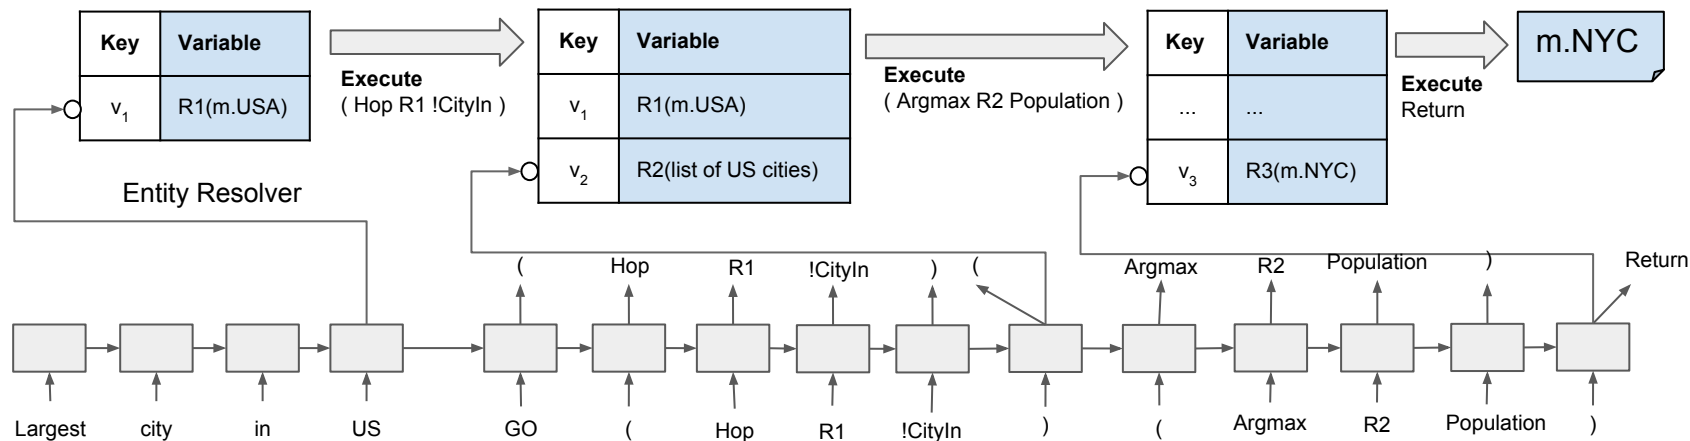 Key Variable
v1 R1(m.USA)
Execute
( Hop R1 !CityIn )
Key Variable
v1 R1(m.USA)
v2 R2(list of US cities)
Execute
( Argmax R2 Population )
Key Variable
... ...
v3 R3(m.NYC)
Execute
Return
m.NYC
Entity Resolver
( Hop R1 !CityIn ) ( Argmax R2 Population ) Return
Largest city in US GO ( Hop R1 !CityIn ) ( Argmax R2 Population )